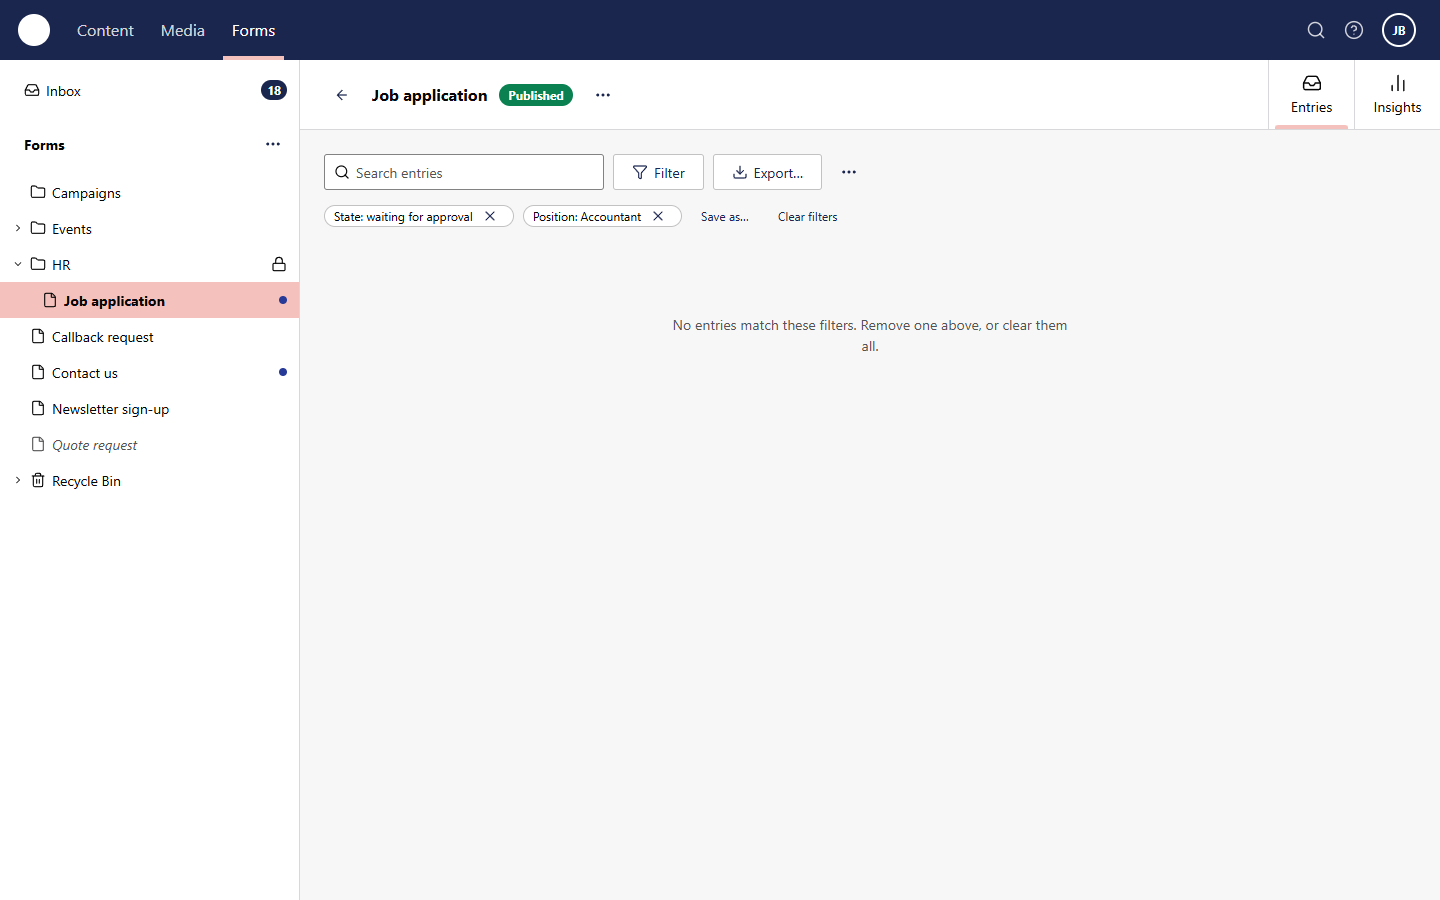 Content
Media
Forms
JB
Inbox
18
Forms
Campaigns
Events
HR
Job application
Callback request
Contact us
Newsletter sign-up
Quote request
Recycle Bin
Job application
Published
Entries
Insights
Search entries
Filter
Export...
State: waiting for approval
Position: Accountant
Save as...
Clear filters
No entries match these filters. Remove one above, or clear them
all.